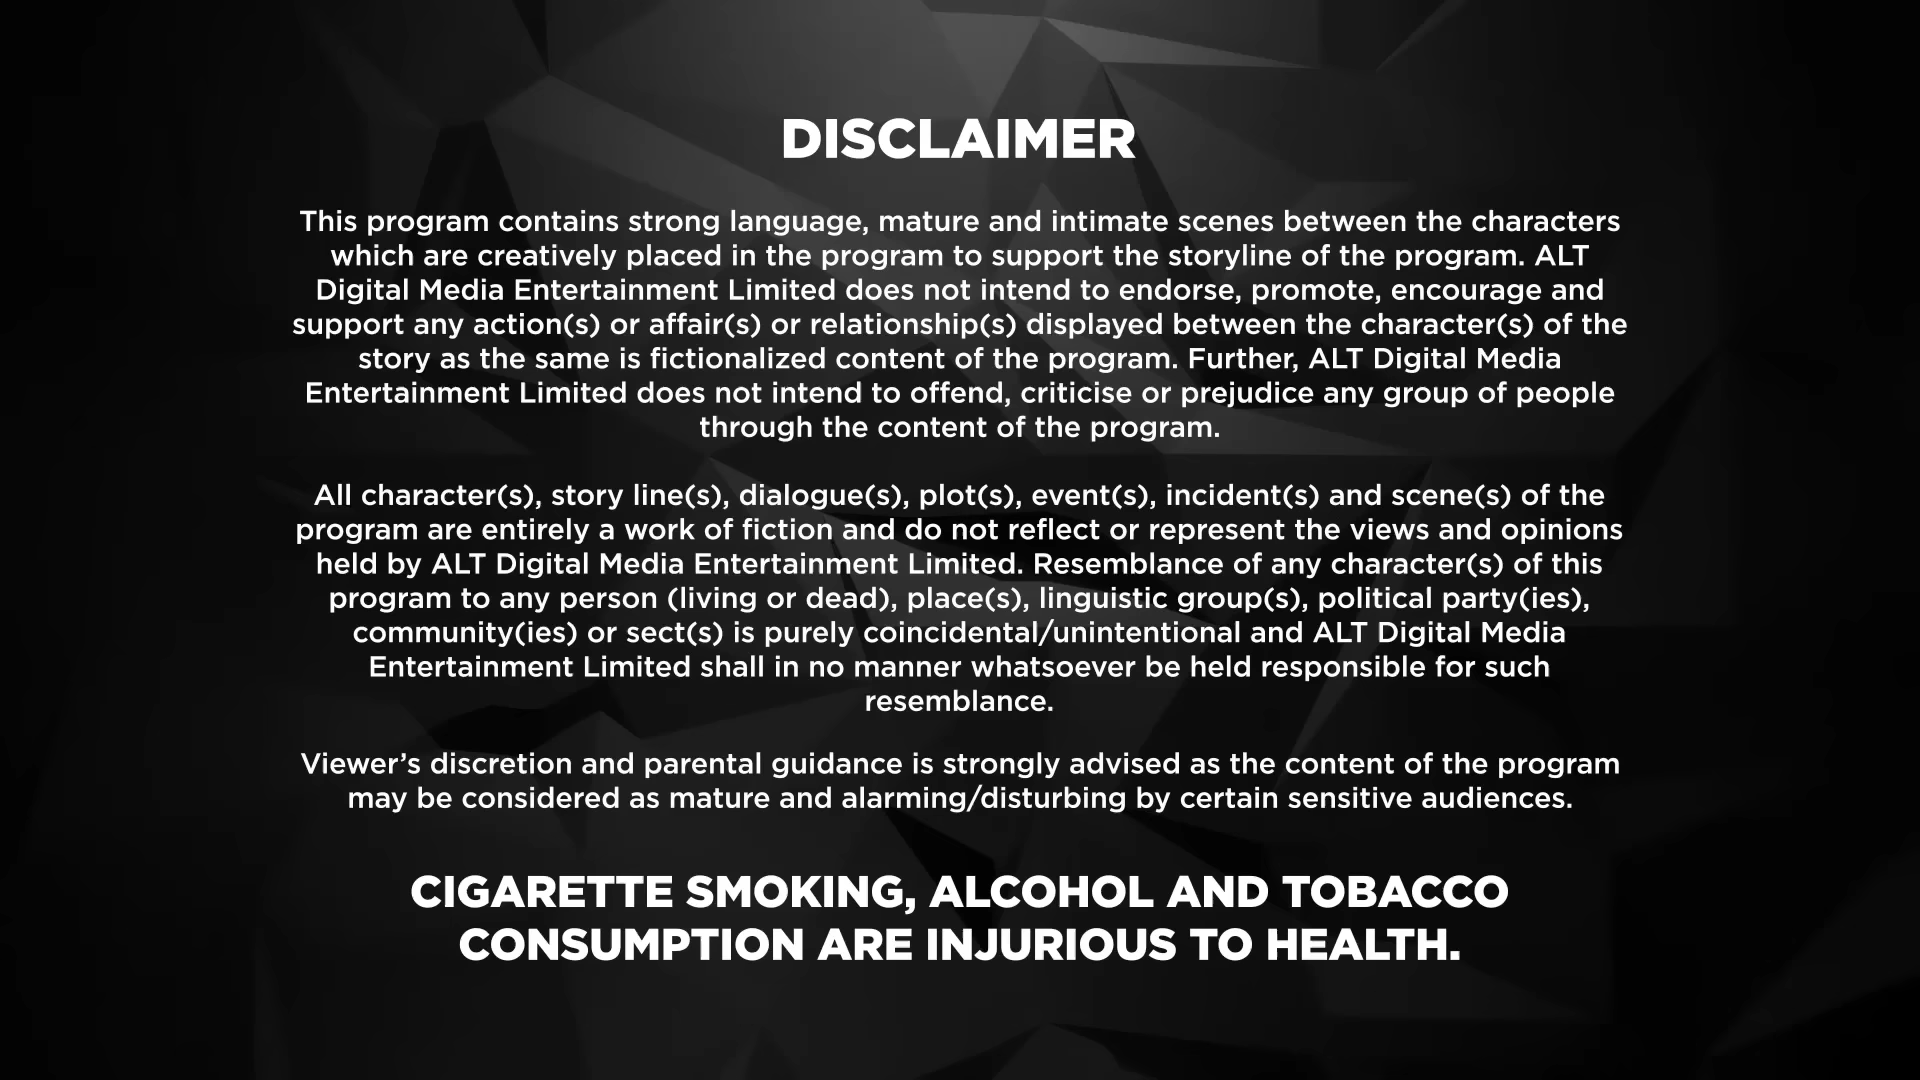 DISCLAIMER
This program contains strong language, mature and intimate scenes between the characters
which are creatively placed in the program to support the storyline of the program. ALT
Digital Media Entertainment Limited does not intend to endorse, promote, encourage and
support any action(s) or affair(s) or relationship(s) displayed between the character(s) of the
story as the same is fictionalized content of the program. Further, ALT Digital Media
Entertainment Limited does not intend to offend, criticise or prejudice any group of people
through the content of the program.
All character(s), story line(s), dialogue(s), plot(s), event(s), incident(s) and scene(s) of the
program are entirely a work of fiction and do not reflect or represent the views and opinions
held by ALT Digital Media Entertainment Limited. Resemblance of any character(s) of this
program to any person (living or dead), place(s), linguistic group(s), political party(ies),
community(ies) or sect(s) is purely coincidental/unintentional and ALT Digital Media
Entertainment Limited shall in no manner whatsoever be held responsible for such
resemblance.
Viewer’s discretion and parental guidance is strongly advised as the content of the program
may be considered as mature and alarming/disturbing by certain sensitive audiences.
CIGARETTE SMOKING, ALCOHOL AND TOBACCO
CONSUMPTION ARE INJURIOUS TO HEALTH.